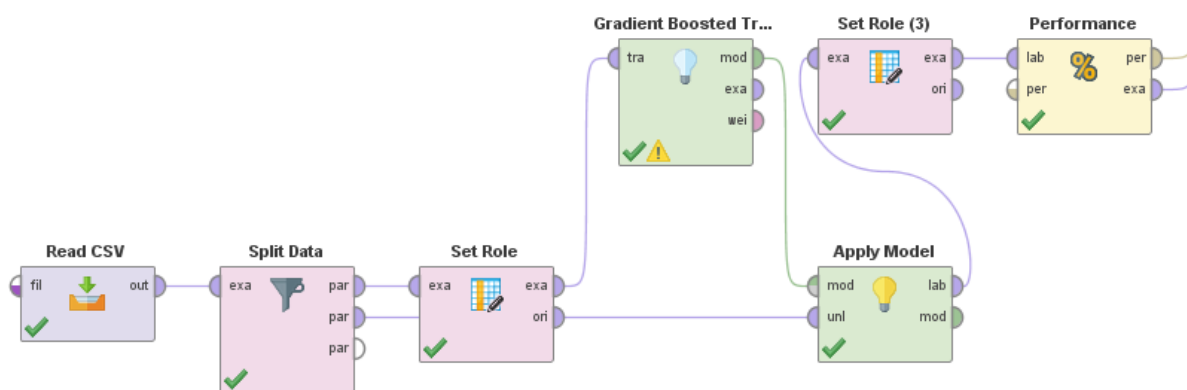 Gradient Boosted Tr...
tra
mod
exa
wei
Set Role (3)
exa
exa
ori
Performance
%
lab
per
per
exa
Read CSV
fil
out
Split Data
exa
par
par
par
Set Role
exa
exa
ori
Apply Model
mod
unl
lab
mod